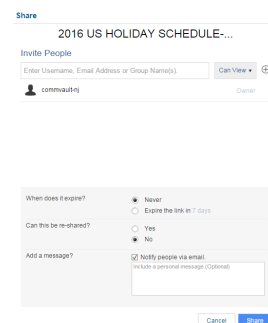 Share
2016 US HOLIDAY SCHEDULE-...
Invite People
Enter Username, Email Address or Group Name(s).
Can View
commvault-nj
Owner
When does it expire?
Never
Expire the link in 7 days
Can this be re-shared?
Yes
No
Add a message?
Notify people via email.
Include a personal message.(Optional)
Cancel
Share